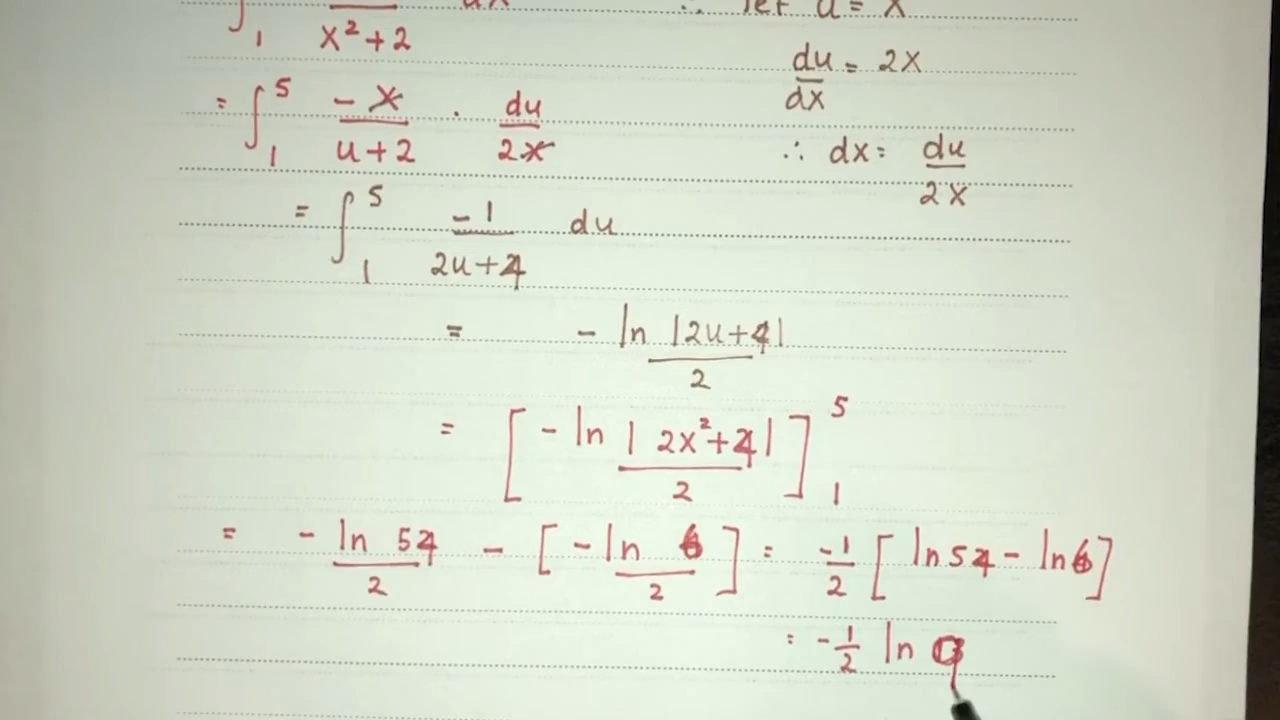 ∫₁ / x²+2 dx ∴ let u = x
du/dx = 2x
= ∫₁⁵ -x/(u+2) · du/2x
∴ dx = du/2x
= ∫₁⁵ -1/(2u+4) du
= - ln |2u+4| / 2
= [ - ln | 2x²+4| / 2 ]₁⁵
= - ln 54 / 2 - [ - ln 6 / 2 ] = -1/2 [ ln 54 - ln 6 ]
= - 1/2 ln 9